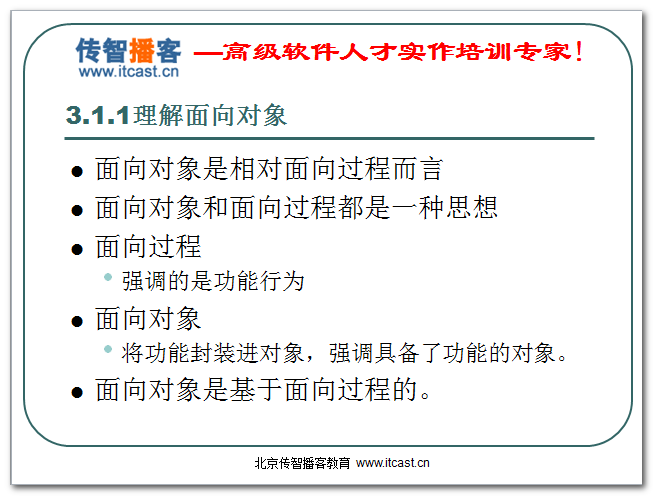 传智播客 —高级软件人才实作培训专家!
www.itcast.cn
3.1.1理解面向对象
● 面向对象是相对面向过程而言
● 面向对象和面向过程都是一种思想
● 面向过程
• 强调的是功能行为
● 面向对象
• 将功能封装进对象，强调具备了功能的对象。
● 面向对象是基于面向过程的。
北京传智播客教育 www.itcast.cn